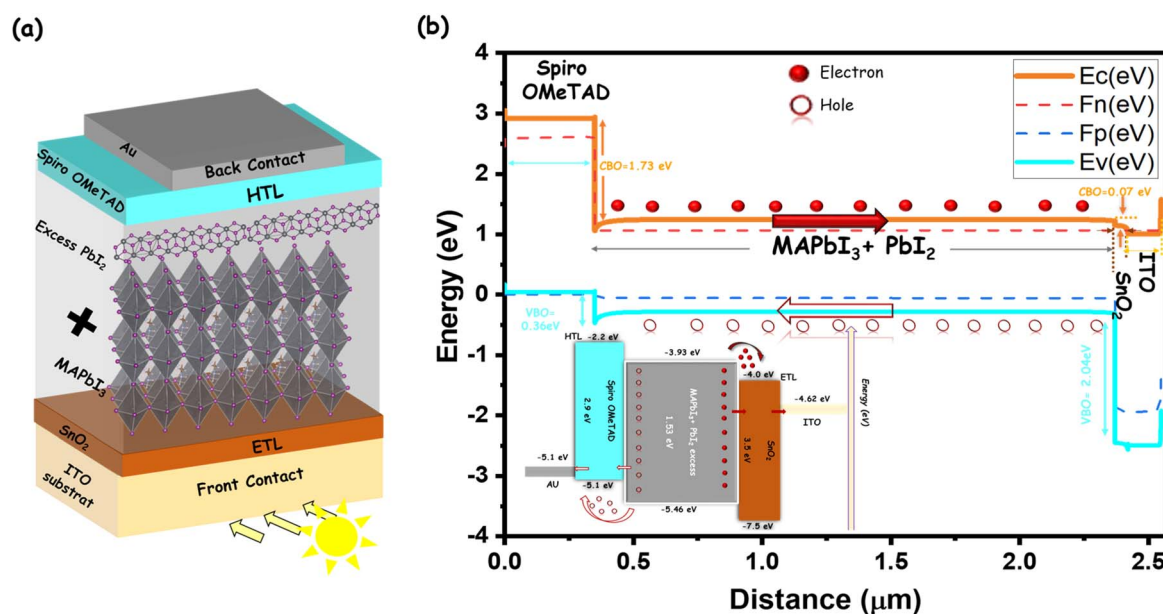 (a)
Au
Back Contact
Spiro OMeTAD
HTL
Excess PbI2
+
MAPbI3
SnO2
ETL
ITO
substrat
Front Contact
(b)
4
3
2
1
0
-1
-2
-3
-4
Energy (eV)
0.0
0.5
1.0
1.5
2.0
2.5
Distance (μm)
Spiro
OMeTAD
Electron
Hole
Ec(eV)
Fn(eV)
Fp(eV)
Ev(eV)
CBO=1.73 eV
CBO=0.07 eV
MAPbI3+ PbI2
SnO2
ITO
VBO=
0.36eV
VBO= 2.04eV
HTL
-2.2 eV
Spiro OMeTAD
2.9 eV
-5.1 eV
-5.1 eV
AU
-3.93 eV
MAPbI3+ PbI2 excess
1.53 eV
-5.46 eV
-4.0 eV
ETL
SnO2
3.5 eV
-7.5 eV
-4.62 eV
ITO
Energy (eV)